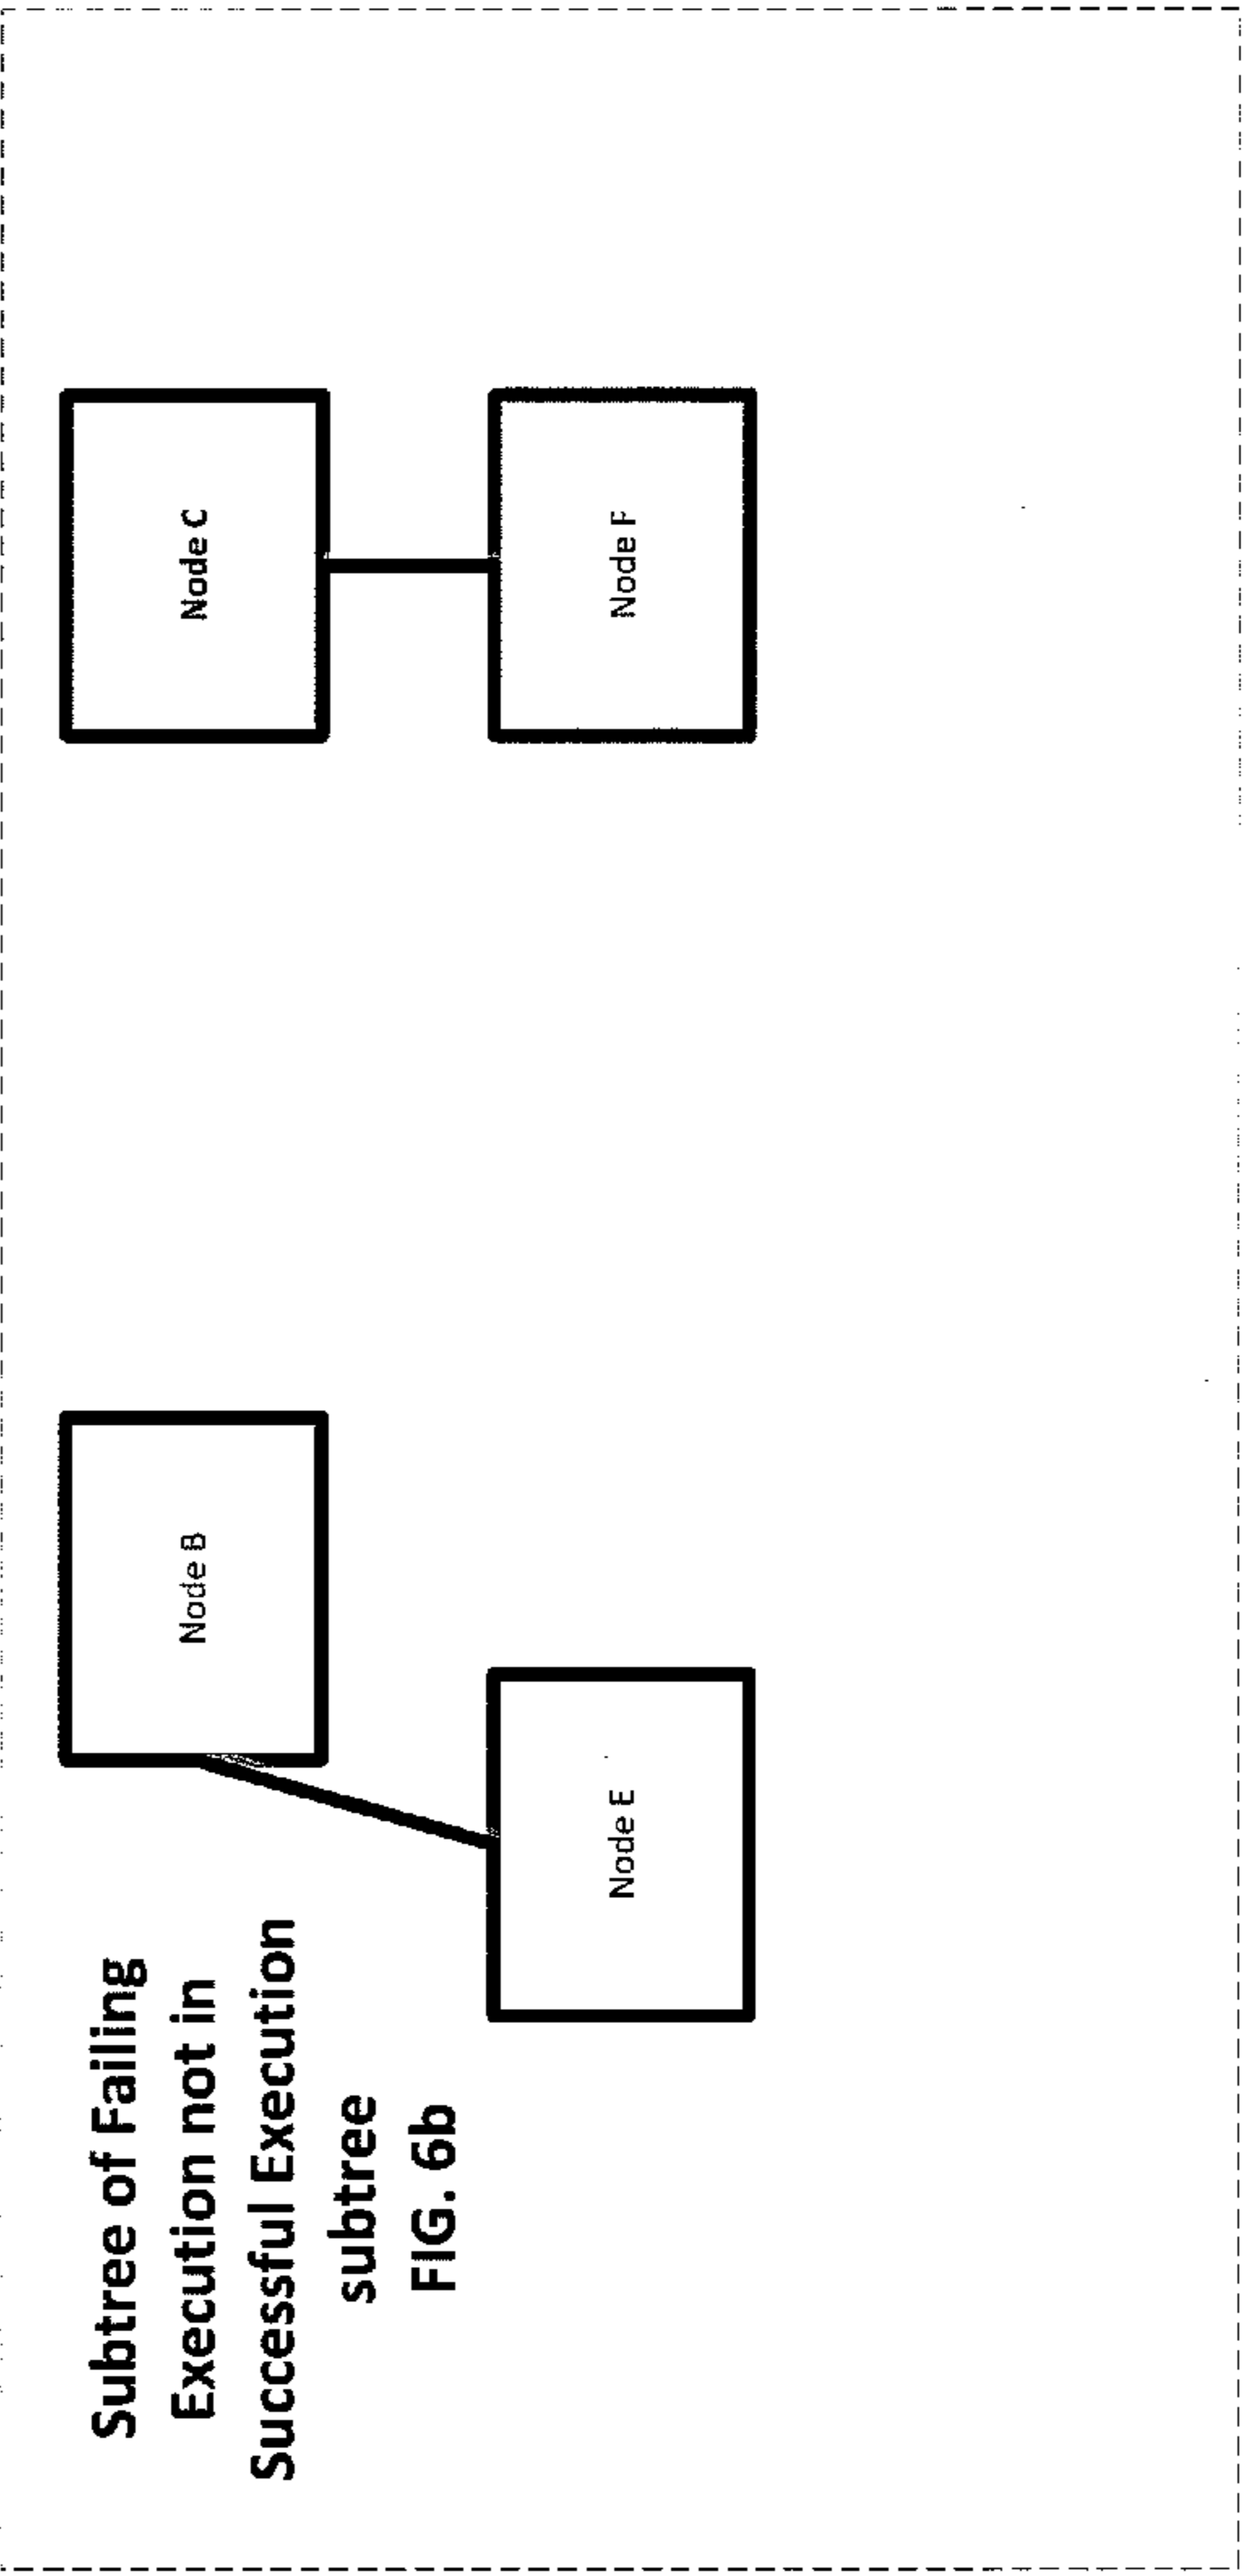 Subtree of Failing
Execution not in
Successful Execution
subtree
FIG. 6b
Node B
Node C
Node E
Node F